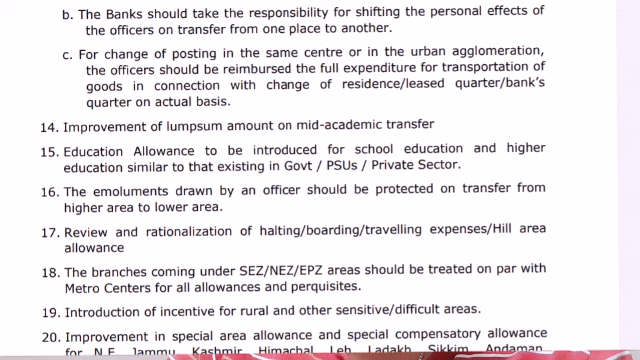 b. The Banks should take the responsibility for shifting the personal effects of
the officers on transfer from one place to another.
c. For change of posting in the same centre or in the urban agglomeration,
the officers should be reimbursed the full expenditure for transportation of
goods in connection with change of residence/leased quarter/bank's
quarter on actual basis.
14. Improvement of lumpsum amount on mid-academic transfer
15. Education Allowance to be introduced for school education and higher
education similar to that existing in Govt / PSUs / Private Sector.
16. The emoluments drawn by an officer should be protected on transfer from
higher area to lower area.
17. Review and rationalization of halting/boarding/travelling expenses/Hill area
allowance
18. The branches coming under SEZ/NEZ/EPZ areas should be treated on par with
Metro Centers for all allowances and perquisites.
19. Introduction of incentive for rural and other sensitive/difficult areas.
20. Improvement in special area allowance and special compensatory allowance
for N.E. Jammu, Kashmir, Himachal, Leh, Ladakh, Sikkim, Andaman,